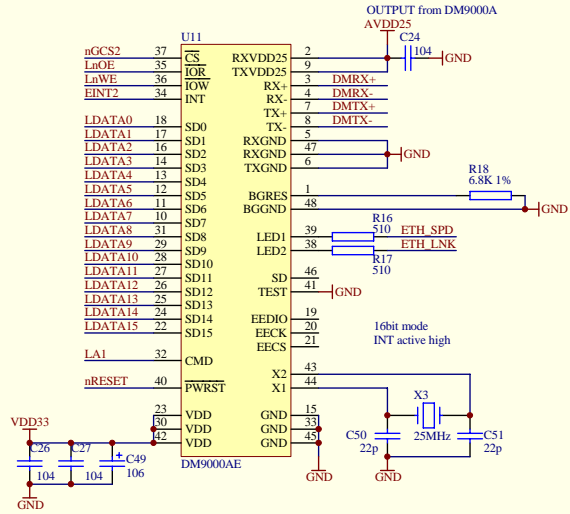 OUTPUT from DM9000A
AVDD25
U11
C24
104
GND
nGCS2 37 CS RXVDD25 2
LnOE 35 IOR TXVDD25 9
LnWE 36 IOW RX+ 3 DMRX+
EINT2 34 INT RX- 4 DMRX-
TX+ 7 DMTX+
LDATA0 18 SD0 TX- 8 DMTX-
LDATA1 17 SD1 RXGND 5
LDATA2 16 SD2 RXGND 47 GND
LDATA3 14 SD3 TXGND 6
LDATA4 13 SD4
R18
6.8K 1%
LDATA5 12 SD5 BGRES 1
LDATA6 11 SD6 BGGND 48 GND
LDATA7 10 SD7
R16
510
LDATA8 31 SD8 LED1 39 ETH_SPD
LDATA9 29 SD9 LED2 38 ETH_LNK
R17
510
LDATA10 28 SD10
LDATA11 27 SD11 SD 46
LDATA12 26 SD12 TEST 41 GND
LDATA13 25 SD13
LDATA14 24 SD14 EEDIO 19
LDATA15 22 SD15 EECK 20
EECS 21
16bit mode
INT active high
LA1 32 CMD
X2 43
nRESET 40 PWRST X1 44
X3
25MHz
VDD33
23 VDD GND 15
30 VDD GND 33
42 VDD GND 45
C50
22p
C51
22p
C26
104
C27
104
+
C49
106
DM9000AE
GND
GND
GND